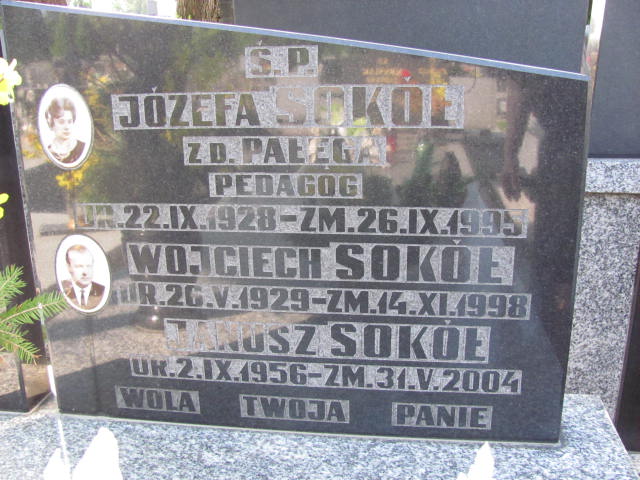 Ś.P.
JÓZEFA SOKÓŁ
Z D. PAŁĘGA
PEDAGOG
UR.22.IX.1928-ZM.26.IX.1995
WOJCIECH SOKÓŁ
UR.26.V.1929-ZM.14.XI.1998
JANUSZ SOKÓŁ
UR.2.IX.1956-ZM.31.V.2004
WOLA TWOJA PANIE